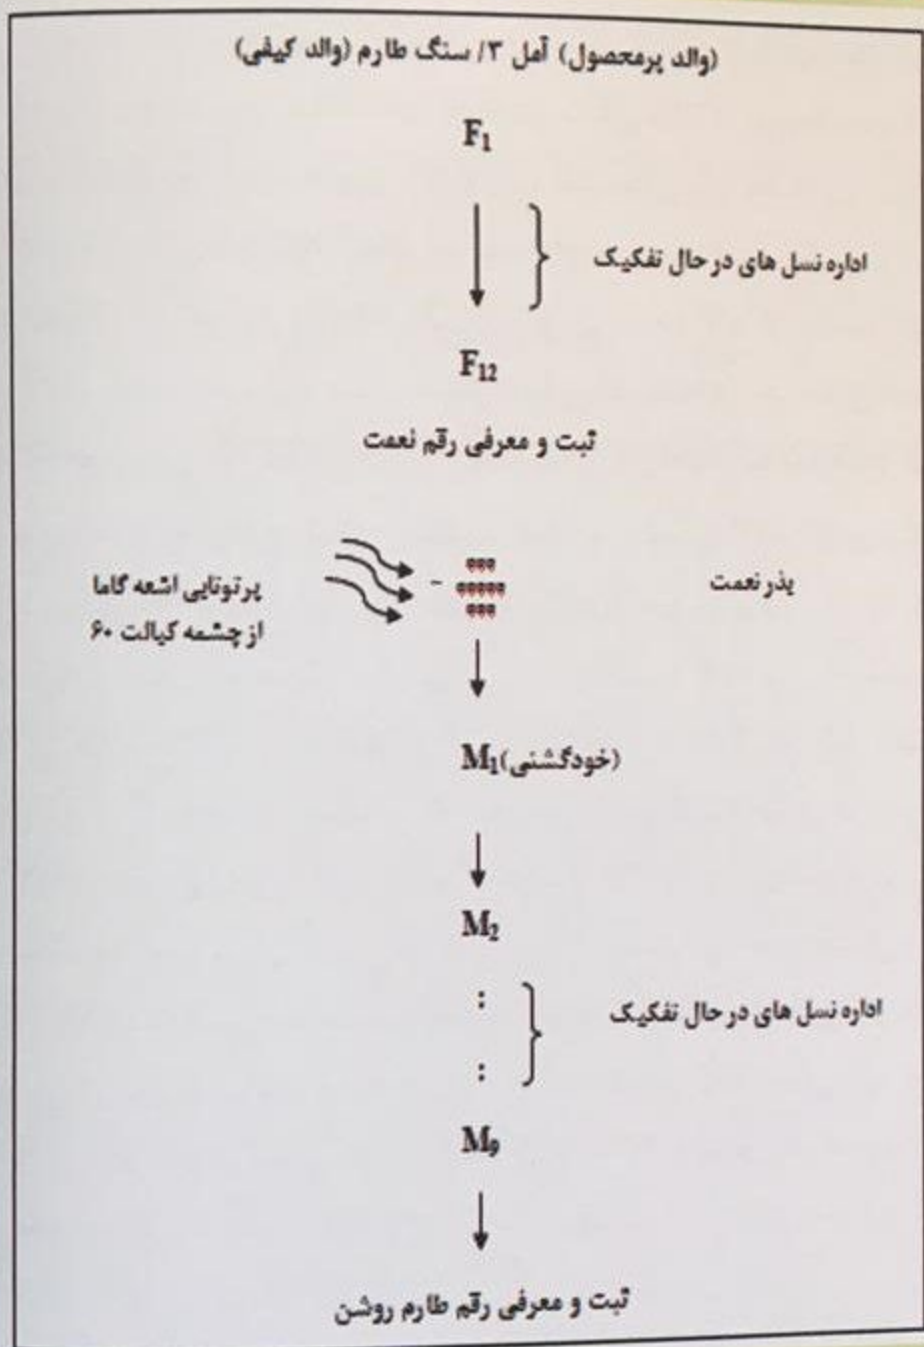 (والد پرمحصول) آمل ۳/ سنگ طارم (والد کیفی)
F₁
اداره نسل های در حال تفکیک
F₁₂
ثبت و معرفی رقم نعمت
بذر نعمت
پرتوتابی اشعه گاما
از چشمه کبالت ۶۰
M₁(خودگشنی)
M₂
:
اداره نسل های در حال تفکیک
:
M₉
ثبت و معرفی رقم طارم روشن